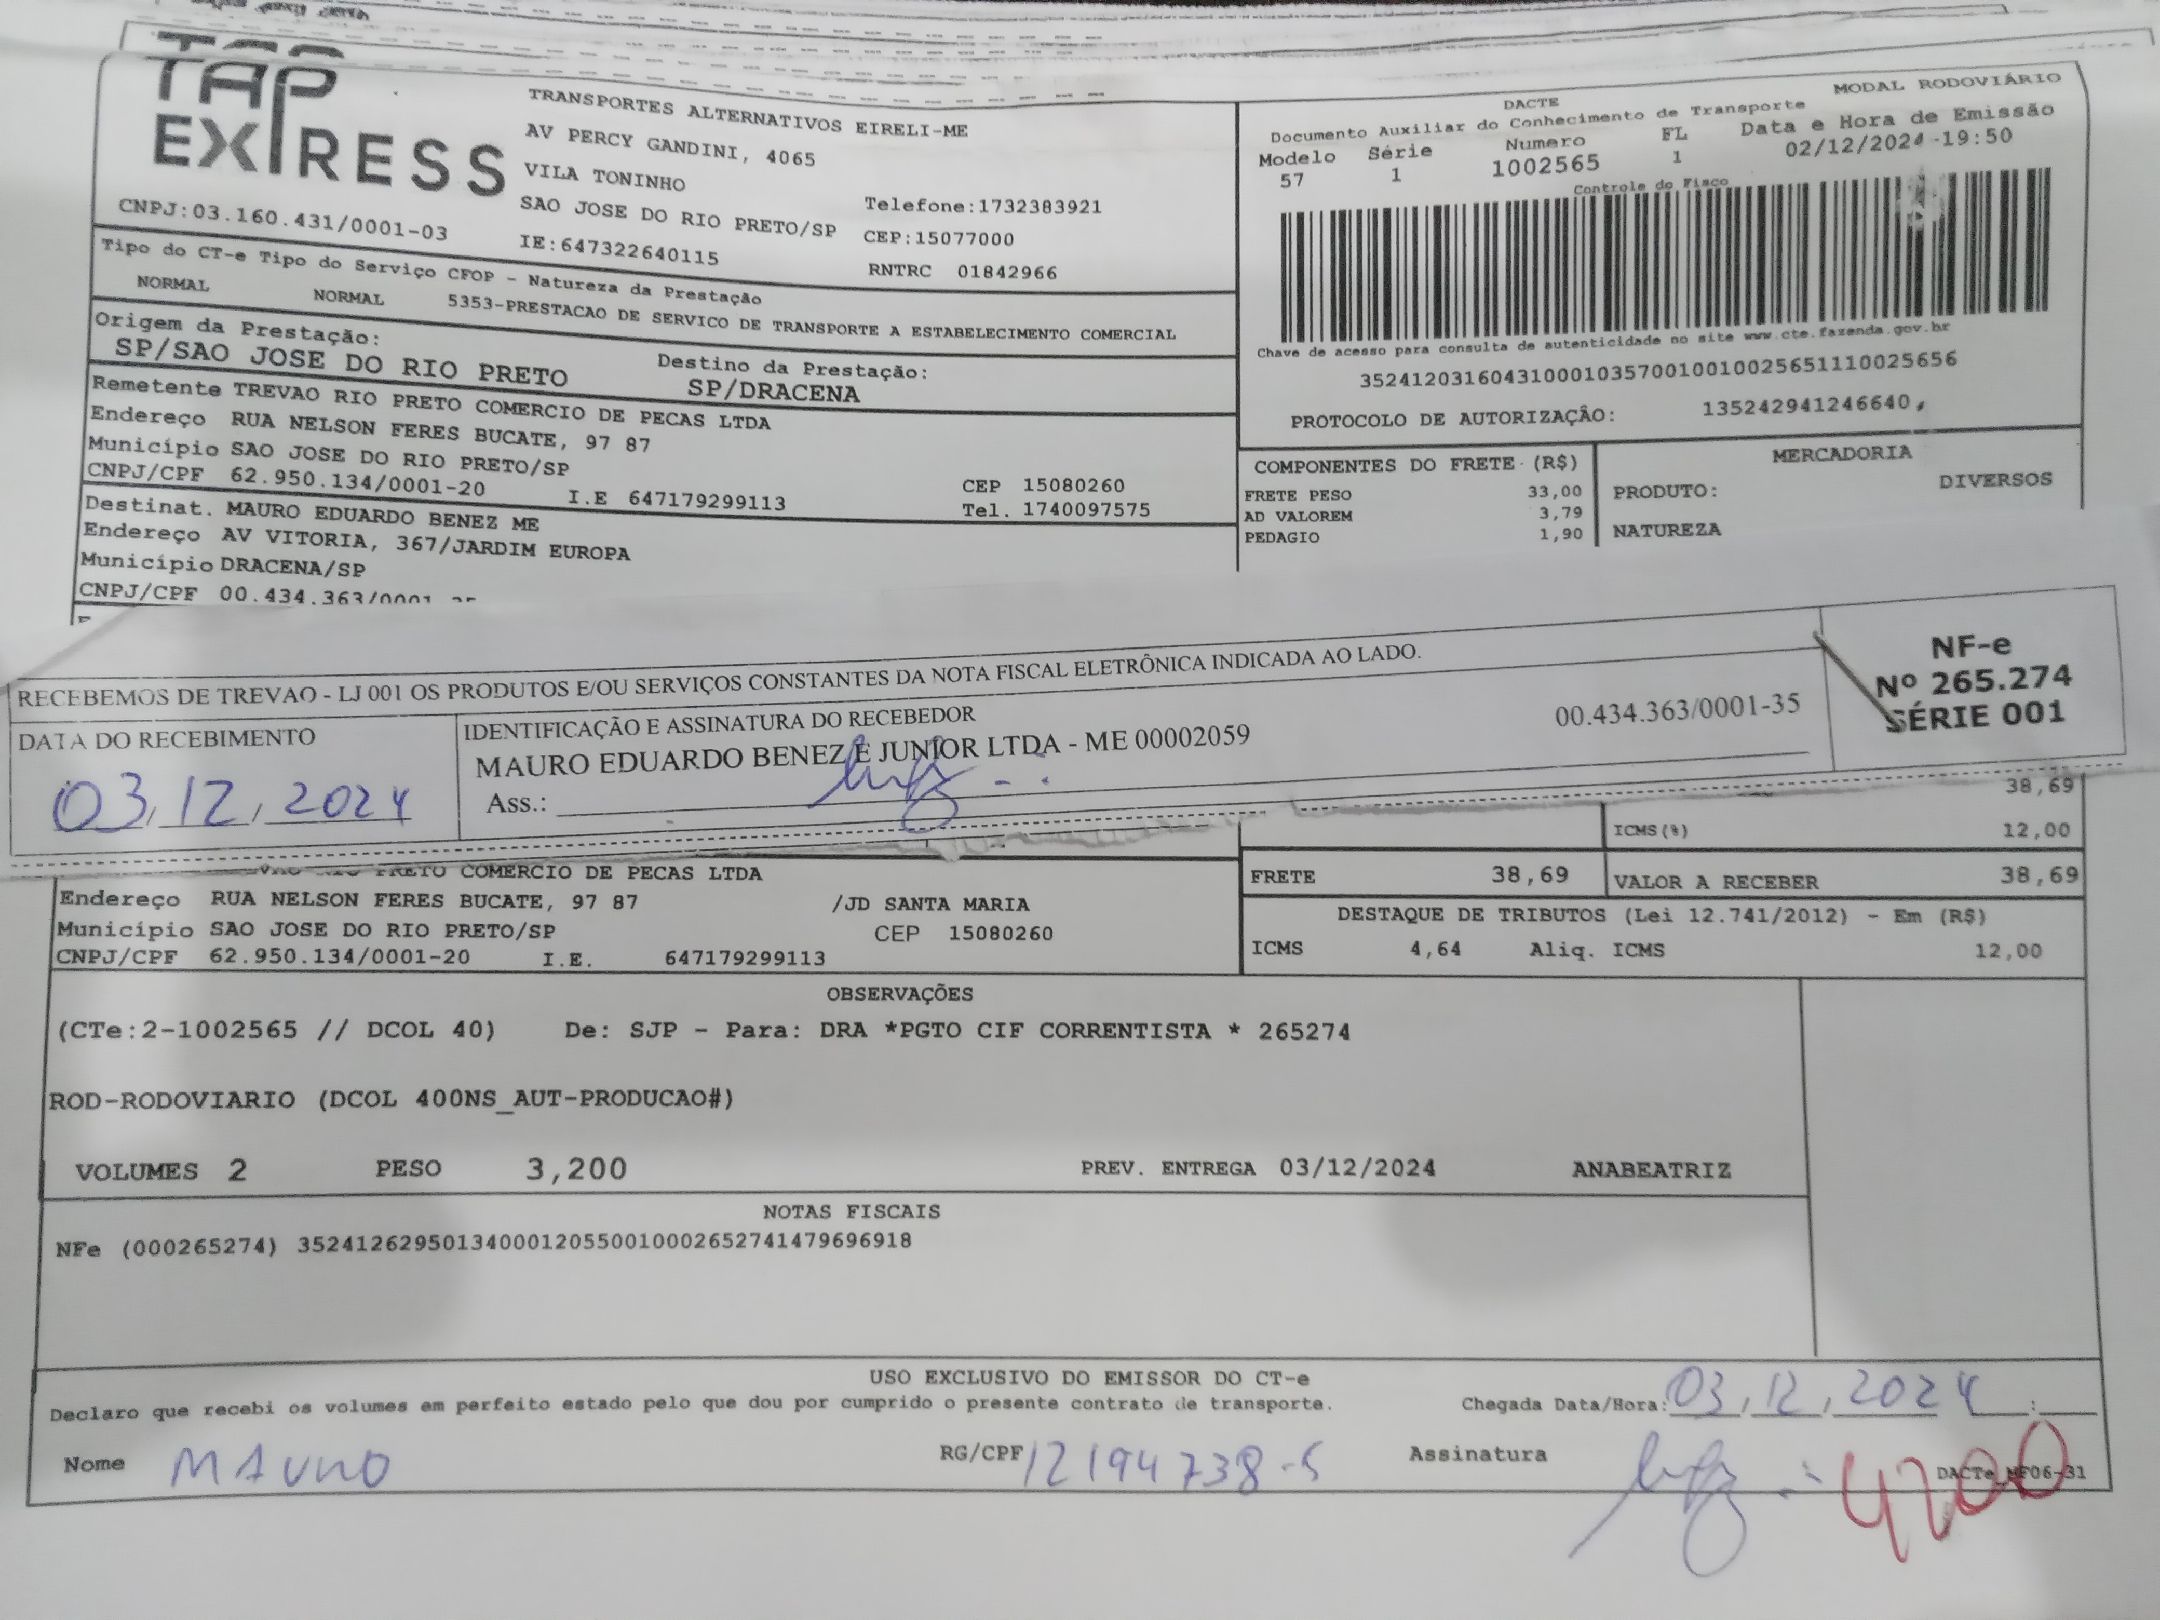 TAP
EXPRESS
TRANSPORTES ALTERNATIVOS EIRELI-ME
AV PERCY GANDINI, 4065
VILA TONINHO
SAO JOSE DO RIO PRETO/SP
Telefone:1732383921
CEP:15077000
CNPJ:03.160.431/0001-03
IE:647322640115
RNTRC 01842966
MODAL RODOVIÁRIO
DACTE
Documento Auxiliar do Conhecimento de Transporte
Modelo Série Numero FL Data e Hora de Emissão
57 1 1002565 1 02/12/2024-19:50
Controle do Fisco
Chave de acesso para consulta de autenticidade no site www.cte.fazenda.gov.br
35241203160431000103570010010025651110025656
PROTOCOLO DE AUTORIZAÇÃO: 135242941246640,
Tipo do CT-e Tipo do Serviço CFOP - Natureza da Prestação
NORMAL NORMAL 5353-PRESTACAO DE SERVICO DE TRANSPORTE A ESTABELECIMENTO COMERCIAL
Origem da Prestação: Destino da Prestação:
SP/SAO JOSE DO RIO PRETO SP/DRACENA
Remetente TREVAO RIO PRETO COMERCIO DE PECAS LTDA
Endereço RUA NELSON FERES BUCATE, 97 87
Município SAO JOSE DO RIO PRETO/SP CEP 15080260
CNPJ/CPF 62.950.134/0001-20 I.E 647179299113 Tel. 1740097575
Destinat. MAURO EDUARDO BENEZ ME
Endereço AV VITORIA, 367/JARDIM EUROPA
Município DRACENA/SP
CNPJ/CPF 00.434.363/0001
COMPONENTES DO FRETE (R$)
FRETE PESO 33,00
AD VALOREM 3,79
PEDAGIO 1,90
MERCADORIA
PRODUTO: DIVERSOS
NATUREZA
RECEBEMOS DE TREVAO - LJ 001 OS PRODUTOS E/OU SERVIÇOS CONSTANTES DA NOTA FISCAL ELETRÔNICA INDICADA AO LADO.
DATA DO RECEBIMENTO
03,12,2024
IDENTIFICAÇÃO E ASSINATURA DO RECEBEDOR
MAURO EDUARDO BENEZ E JUNIOR LTDA - ME 00002059 00.434.363/0001-35
Ass.:
NF-e
Nº 265.274
SÉRIE 001
38,69
ICMS(%) 12,00
FRETE 38,69 VALOR A RECEBER 38,69
DESTAQUE DE TRIBUTOS (Lei 12.741/2012) - Em (R$)
ICMS 4,64 Aliq. ICMS 12,00
PRETO COMERCIO DE PECAS LTDA
Endereço RUA NELSON FERES BUCATE, 97 87 /JD SANTA MARIA
Município SAO JOSE DO RIO PRETO/SP CEP 15080260
CNPJ/CPF 62.950.134/0001-20 I.E. 647179299113
OBSERVAÇÕES
(CTe:2-1002565 // DCOL 40) De: SJP - Para: DRA *PGTO CIF CORRENTISTA * 265274
ROD-RODOVIARIO (DCOL 400NS_AUT-PRODUCAO#)
VOLUMES 2 PESO 3,200 PREV. ENTREGA 03/12/2024 ANABEATRIZ
NOTAS FISCAIS
NFe (000265274) 35241262950134000120550010002652741479696918
USO EXCLUSIVO DO EMISSOR DO CT-e
Declaro que recebi os volumes em perfeito estado pelo que dou por cumprido o presente contrato de transporte. Chegada Data/Hora: 03,12,2024 :
Nome MAURO RG/CPF 12194738-5 Assinatura
DACTe MF06-31
4200